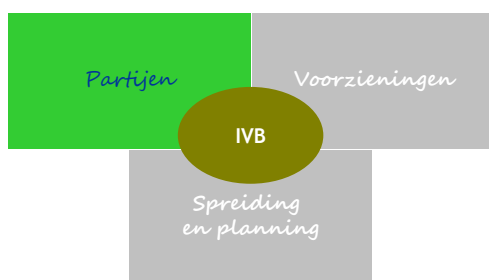 Partijen
Voorzieningen
IVB
Spreiding
en planning